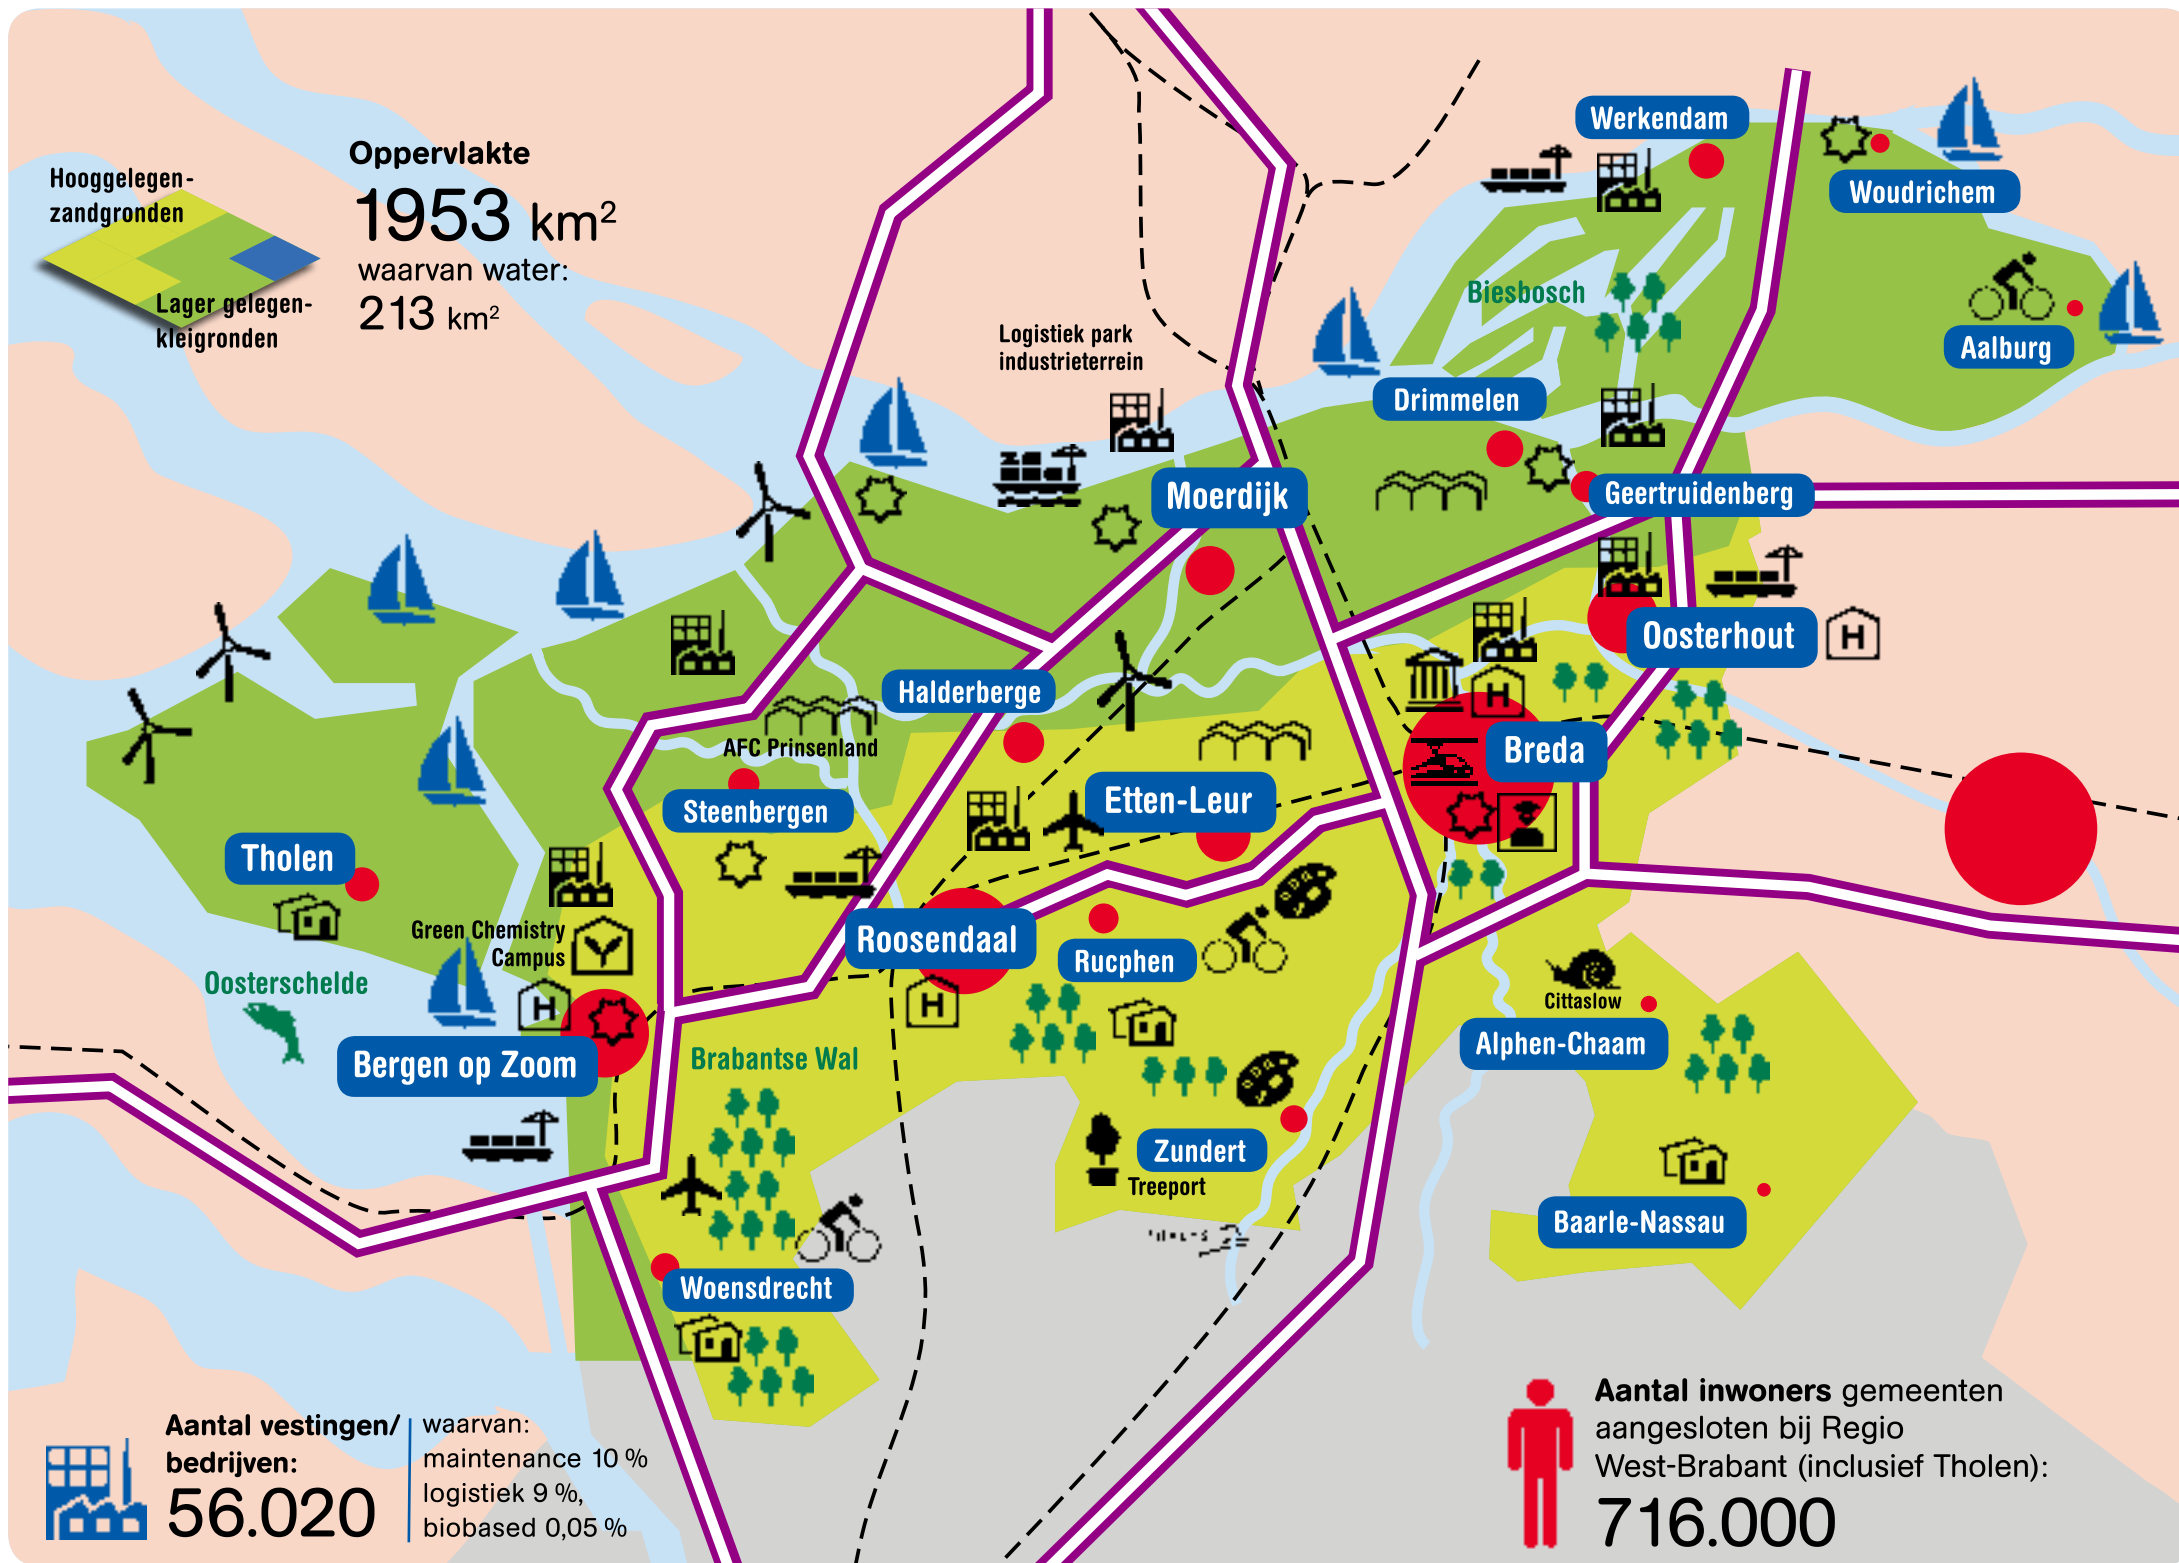 Hooggelegen-
zandgronden
Lager gelegen-
kleigronden
Oppervlakte
1953 km²
waarvan water:
213 km²
Werkendam
Woudrichem
Biesbosch
Aalburg
Logistiek park
industrieterrein
Drimmelen
Moerdijk
Geertruidenberg
Oosterhout
H
Halderberge
H
AFC Prinsenland
Breda
Steenbergen
Etten-Leur
Tholen
Green Chemistry
Campus
Roosendaal
Rucphen
Oosterschelde
H
H
Cittaslow
Alphen-Chaam
Bergen op Zoom
Brabantse Wal
Zundert
Treeport
Baarle-Nassau
Woensdrecht
Aantal vestingen/
bedrijven:
56.020
waarvan:
maintenance 10 %
logistiek 9 %,
biobased 0,05 %
Aantal inwoners gemeenten
aangesloten bij Regio
West-Brabant (inclusief Tholen):
716.000